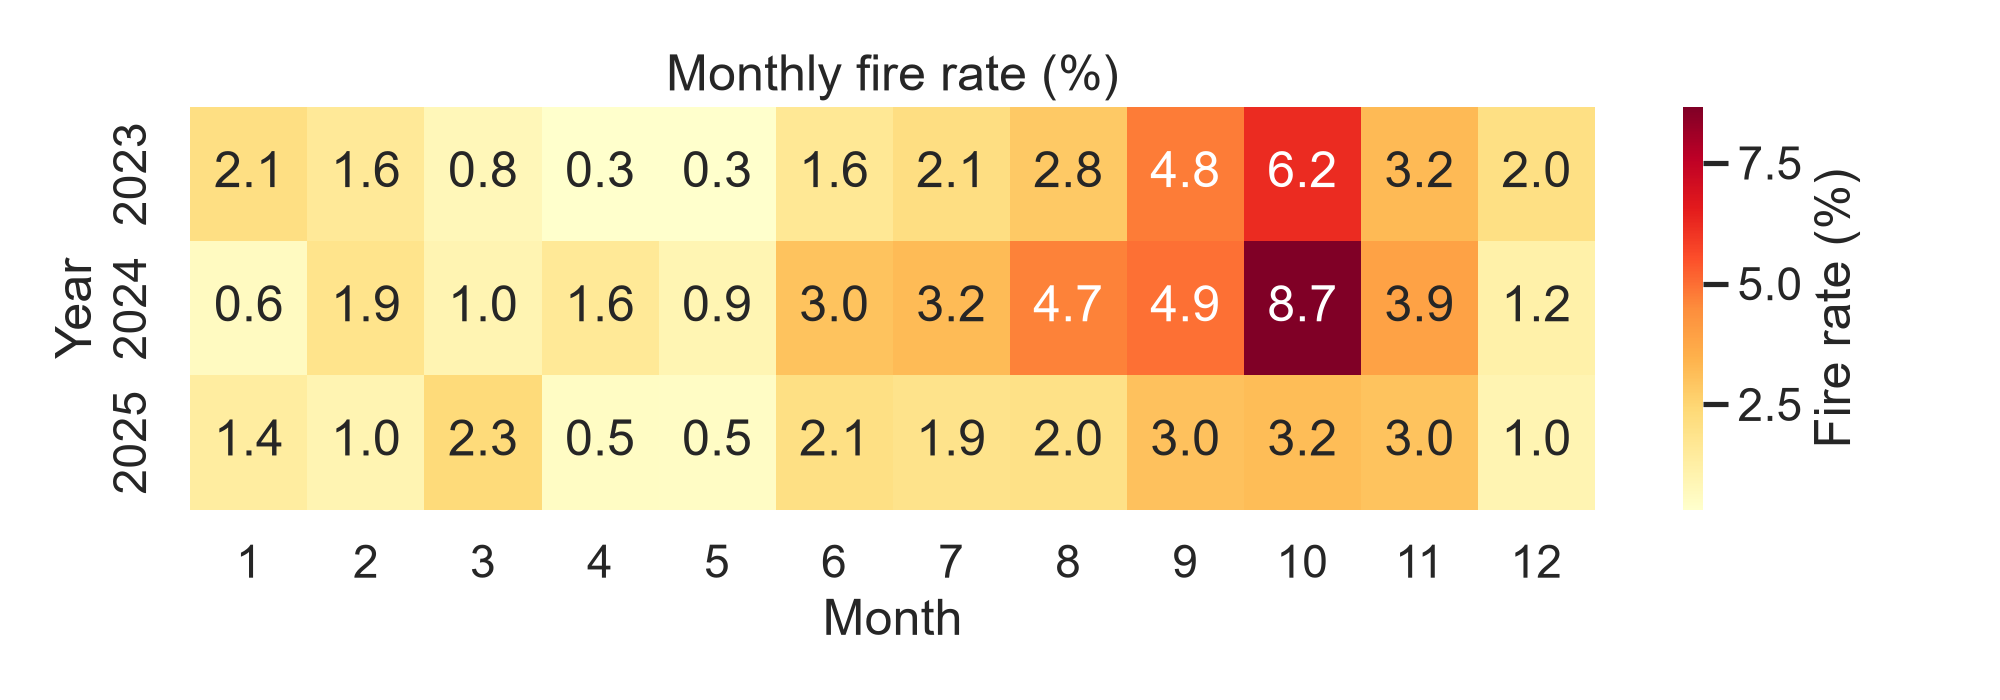 Monthly fire rate (%)
Year
2023 2.1 1.6 0.8 0.3 0.3 1.6 2.1 2.8 4.8 6.2 3.2 2.0
2024 0.6 1.9 1.0 1.6 0.9 3.0 3.2 4.7 4.9 8.7 3.9 1.2
2025 1.4 1.0 2.3 0.5 0.5 2.1 1.9 2.0 3.0 3.2 3.0 1.0
1 2 3 4 5 6 7 8 9 10 11 12
Month
7.5
5.0
2.5
Fire rate (%)